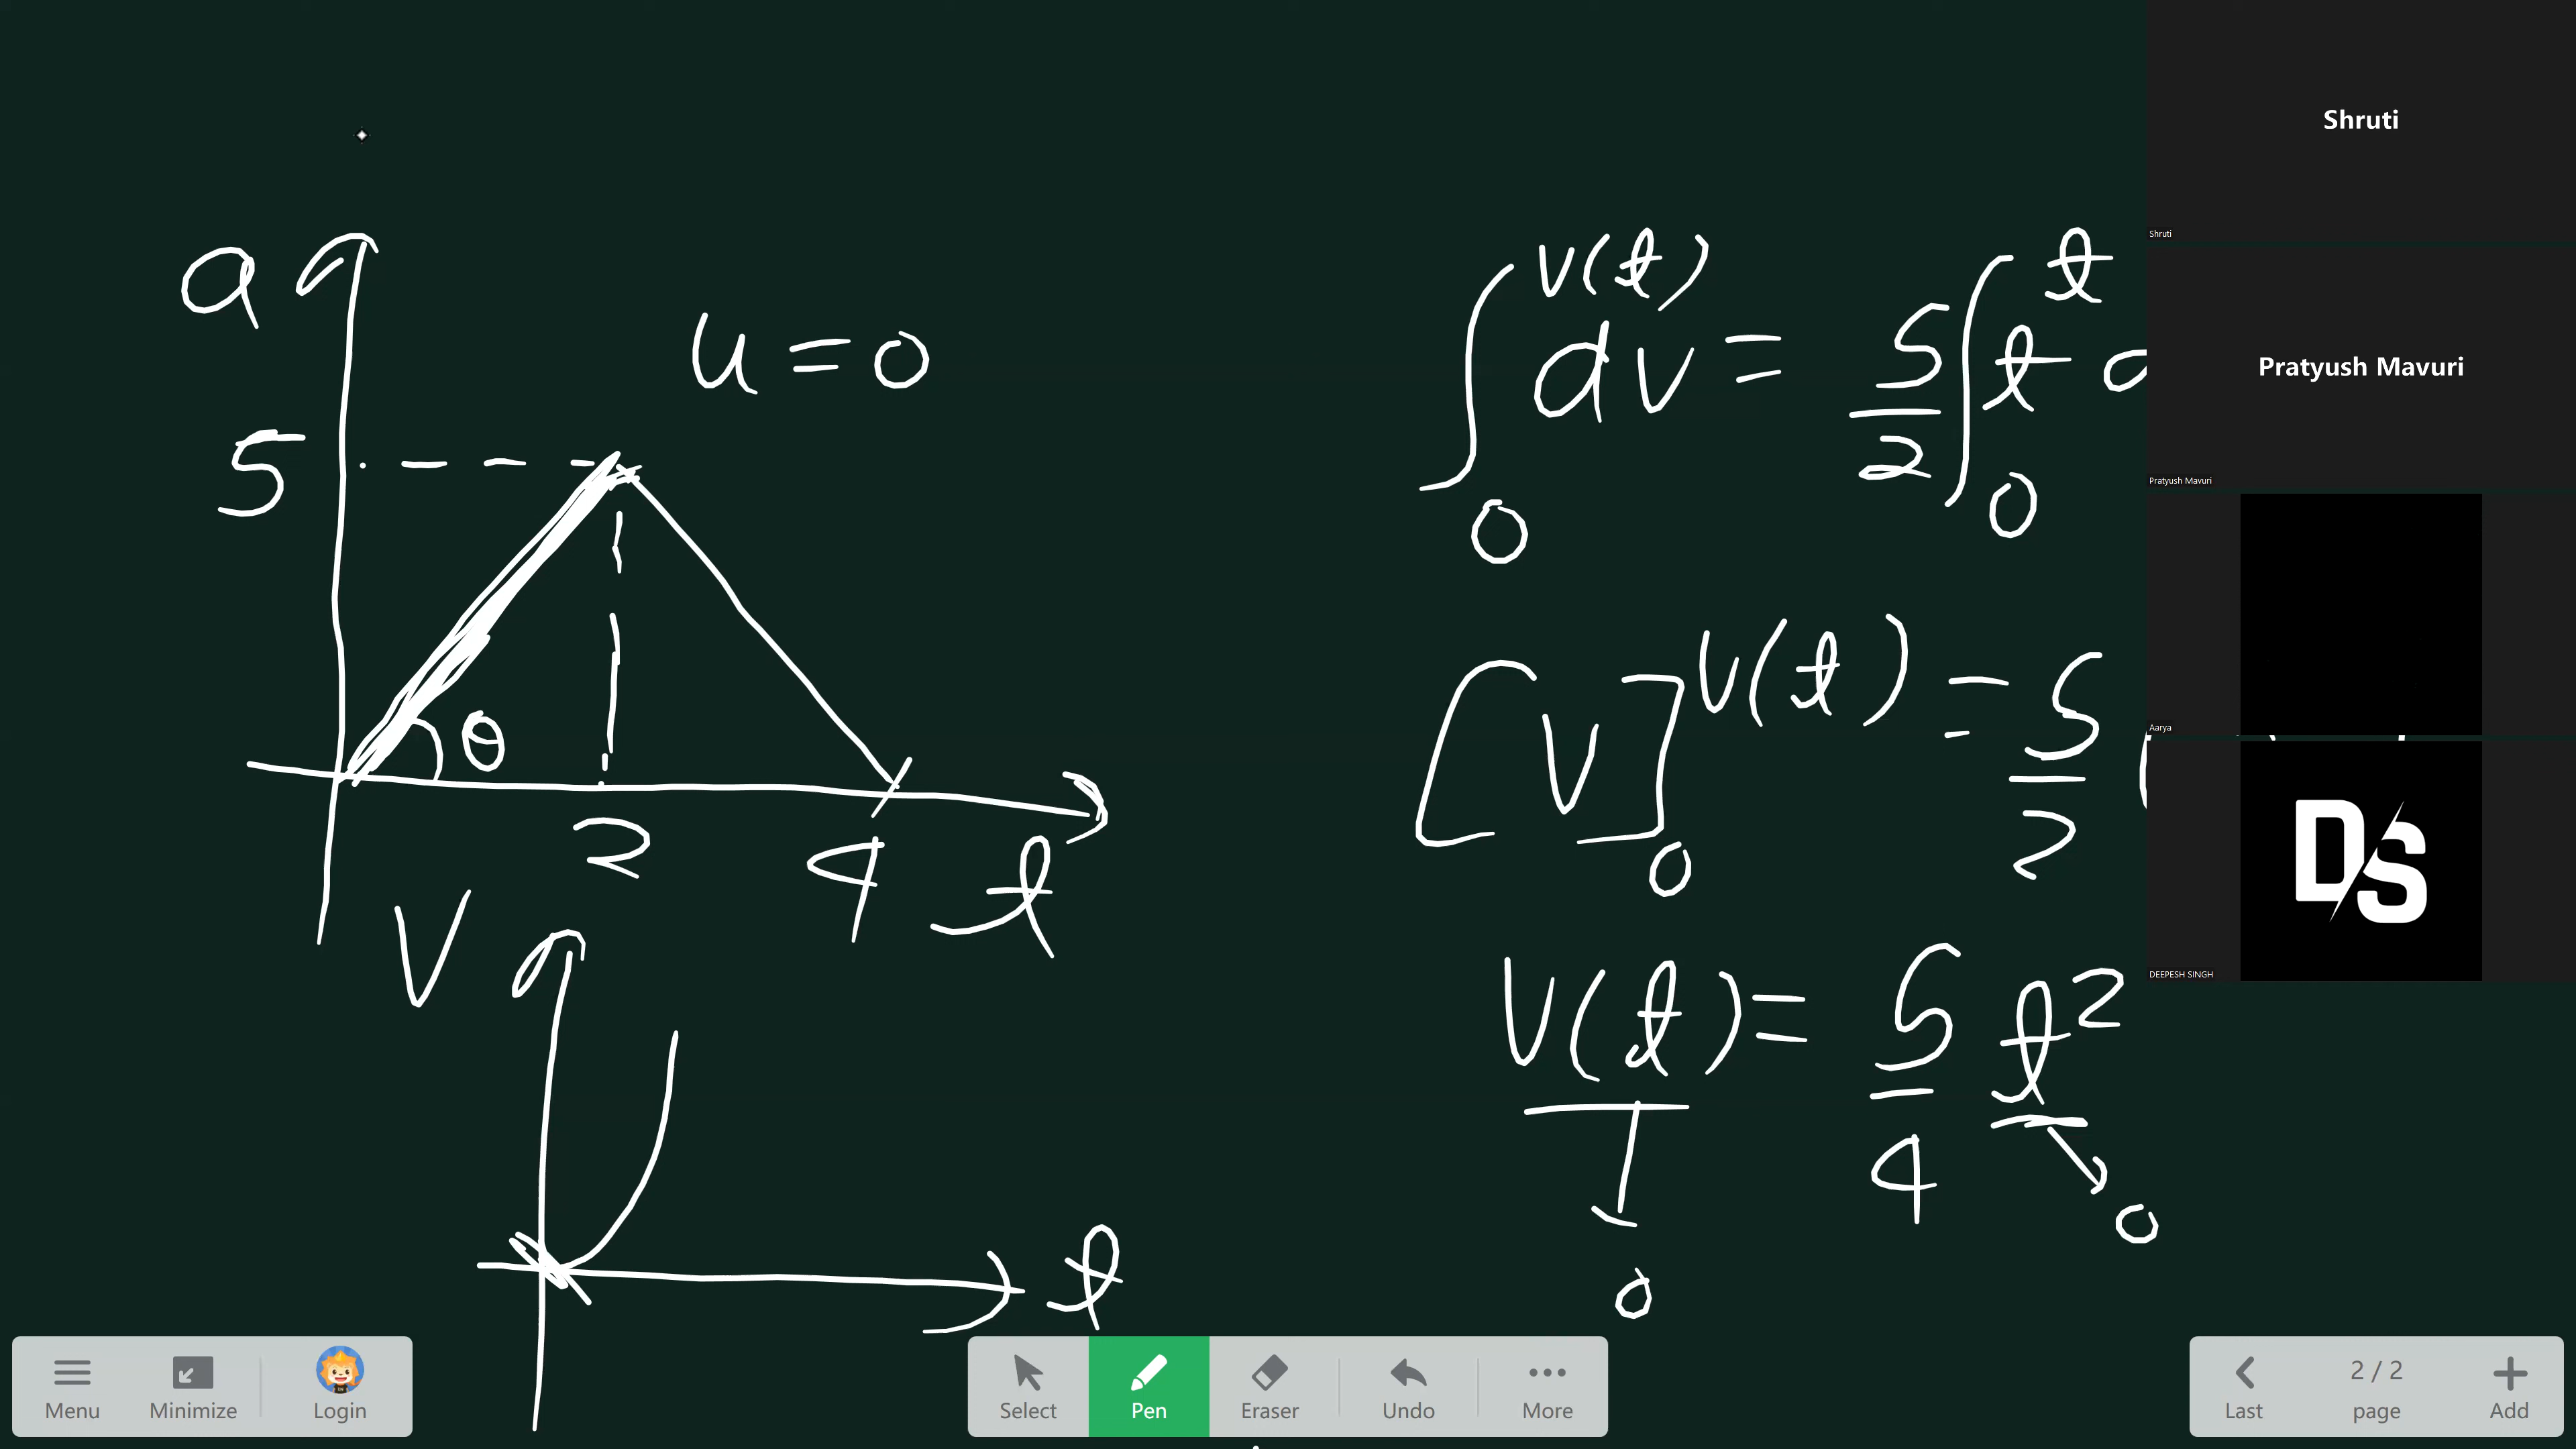 a
u = 0
5
θ
2
4
t
V
t
∫₀^V(t) dv = 5/2 ∫₀^t t
[V]₀^V(t) = 5/2
V(t) = 5/4 t²
0
0
Shruti
Shruti
Pratyush Mavuri
Pratyush Mavuri
Aarya
DS
DEEPESH SINGH
Menu
Minimize
Login
Select
Pen
Eraser
Undo
More
Last
2 / 2
page
Add